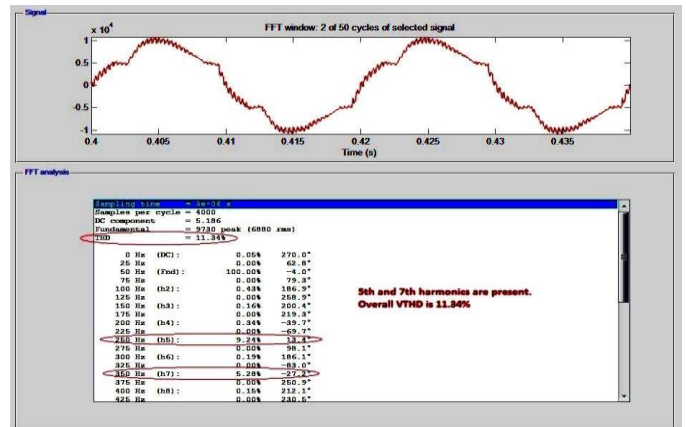 Signal
FFT window: 2 of 50 cycles of selected signal
x 10^4
1
0.5
0
-0.5
-1
0.4 0.405 0.41 0.415 0.42 0.425 0.43 0.435
Time (s)
FFT analysis
Sampling time = 5e-06 s
Samples per cycle = 4000
DC component = 5.186
Fundamental = 9730 peak (6880 rms)
THD = 11.34%
0 Hz (DC): 0.05% 270.0°
25 Hz 0.00% 62.8°
50 Hz (Fnd): 100.00% -4.0°
75 Hz 0.00% 79.3°
100 Hz (h2): 0.43% 186.9°
125 Hz 0.00% 258.9°
150 Hz (h3): 0.16% 200.4°
175 Hz 0.00% 219.3°
200 Hz (h4): 0.34% -39.7°
225 Hz 0.00% -69.7°
250 Hz (h5): 9.24% 13.4°
275 Hz 0.00% 98.1°
300 Hz (h6): 0.19% 186.1°
325 Hz 0.00% -83.0°
350 Hz (h7): 5.28% -27.2°
375 Hz 0.00% 250.9°
400 Hz (h8): 0.15% 212.1°
425 Hz 0.00% 230.5°
5th and 7th harmonics are present.
Overall VTHD is 11.34%